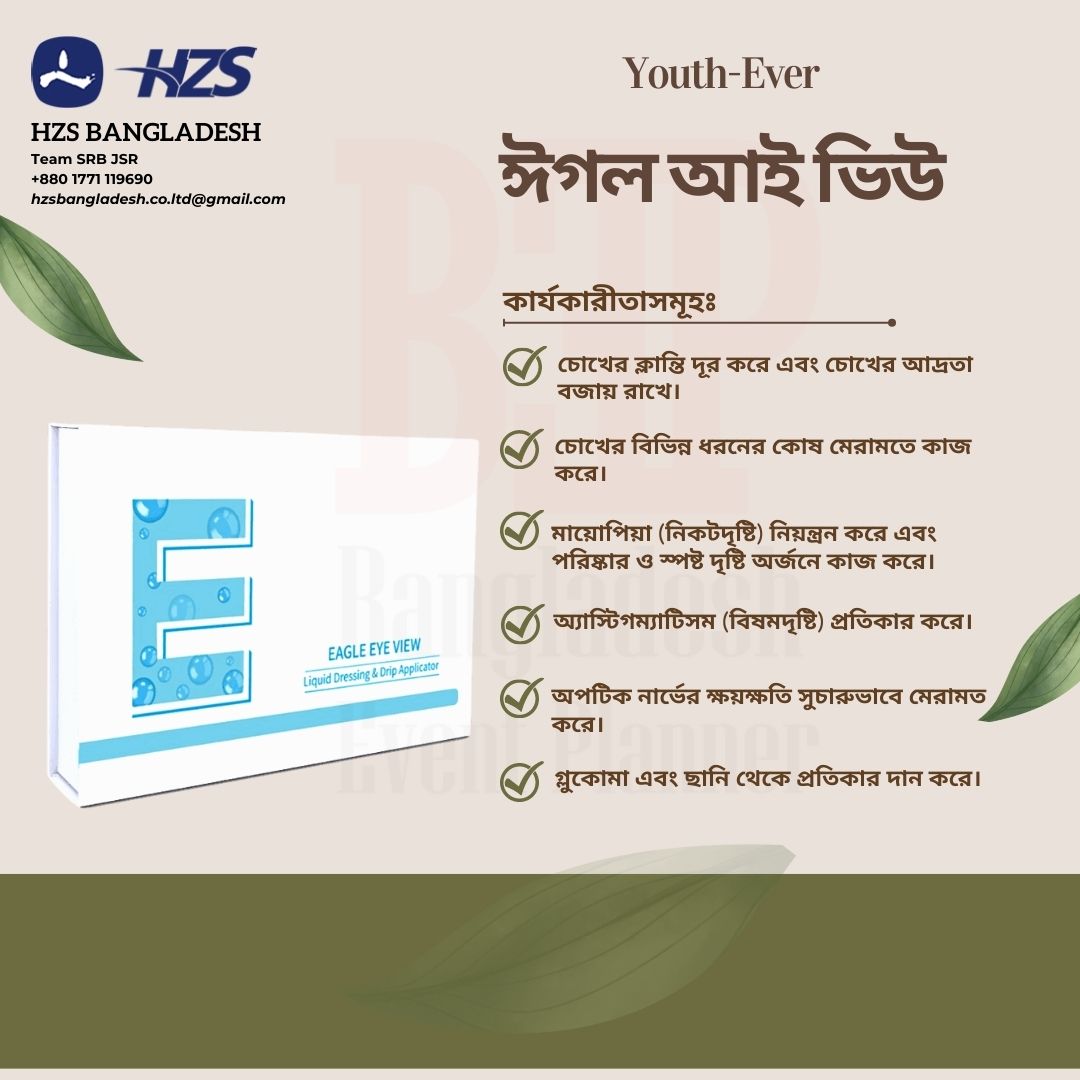 HZS
HZS BANGLADESH
Team SRB JSR
+880 1771 119690
hzsbangladesh.co.ltd@gmail.com
Youth-Ever
ঈগল আই ভিউ
কার্যকারীতাসমূহঃ
চোখের ক্লান্তি দূর করে এবং চোখের আদ্রতা
বজায় রাখে।
চোখের বিভিন্ন ধরনের কোষ মেরামতে কাজ
করে।
মায়োপিয়া (নিকটদৃষ্টি) নিয়ন্ত্রন করে এবং
পরিষ্কার ও স্পষ্ট দৃষ্টি অর্জনে কাজ করে।
অ্যাস্টিগম্যাটিসম (বিষমদৃষ্টি) প্রতিকার করে।
অপটিক নার্ভের ক্ষয়ক্ষতি সুচারুভাবে মেরামত
করে।
গ্লুকোমা এবং ছানি থেকে প্রতিকার দান করে।
E
EAGLE EYE VIEW
Liquid Dressing & Drip Applicator
Bangladesh
Event Planner